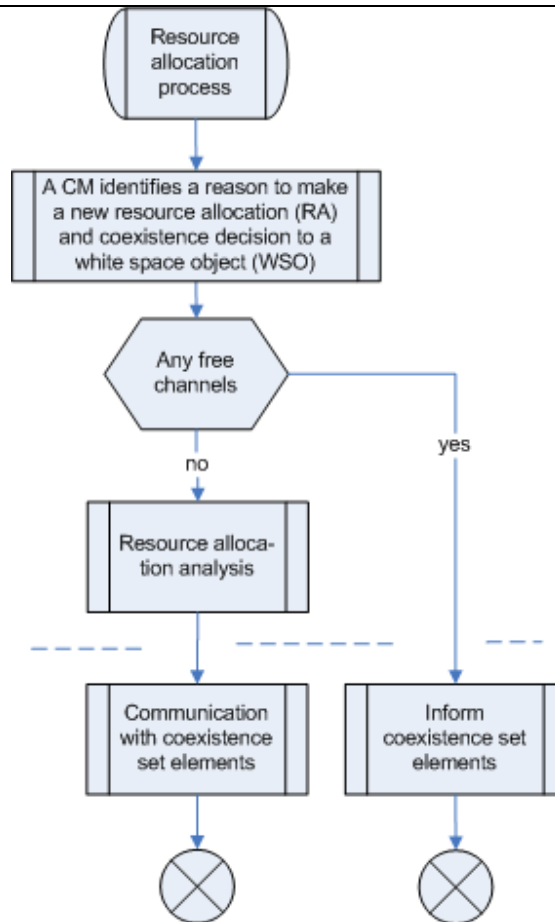 Resource
allocation
process
A CM identifies a reason to make
a new resource allocation (RA)
and coexistence decision to a
white space object (WSO)
Any free
channels
yes
no
Resource alloca-
tion analysis
Communication
with coexistence
set elements
Inform
coexistence set
elements